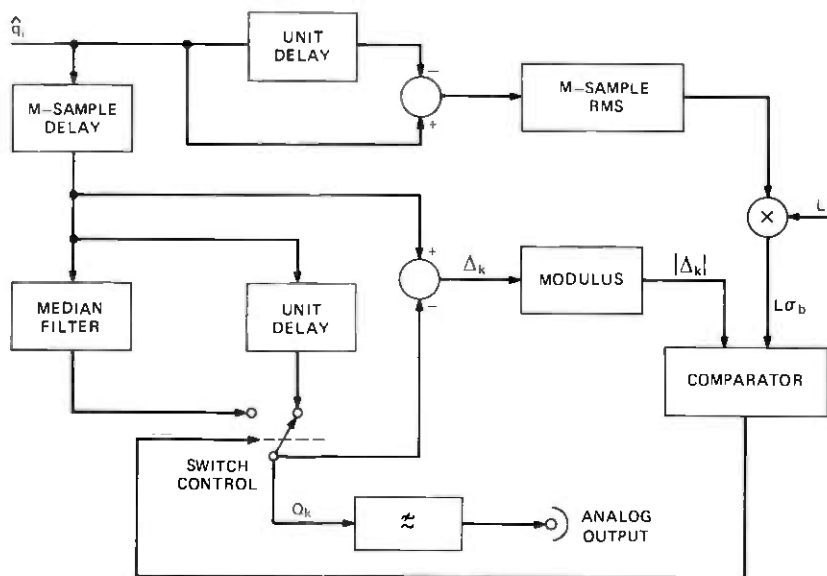 q̂ᵢ
UNIT
DELAY
−
+
M-SAMPLE
DELAY
M-SAMPLE
RMS
×
L
+
−
Δₖ
MODULUS
|Δₖ|
Lσ_b
MEDIAN
FILTER
UNIT
DELAY
COMPARATOR
SWITCH
CONTROL
Qₖ
ANALOG
OUTPUT